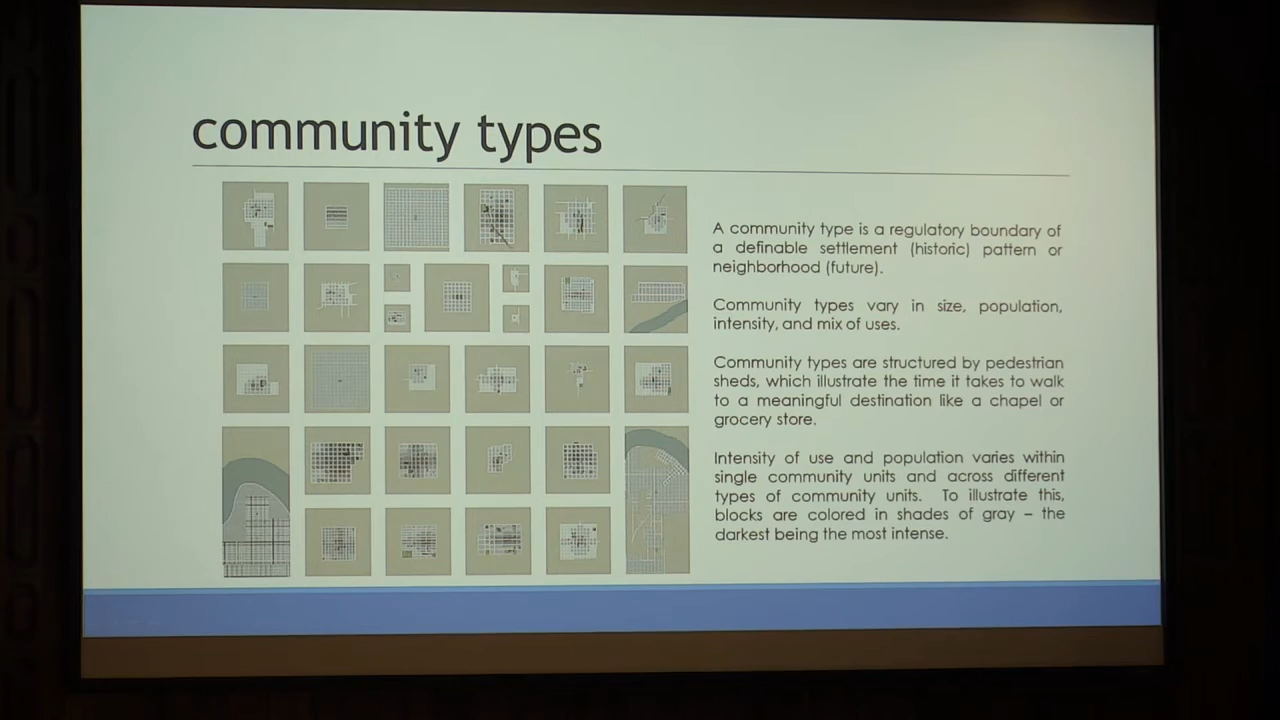 community types
A community type is a regulatory boundary of
a definable settlement (historic) pattern or
neighborhood (future).
Community types vary in size, population,
intensity, and mix of uses.
Community types are structured by pedestrian
sheds, which illustrate the time it takes to walk
to a meaningful destination like a chapel or
grocery store.
Intensity of use and population varies within
single community units and across different
types of community units. To illustrate this,
blocks are colored in shades of gray – the
darkest being the most intense.